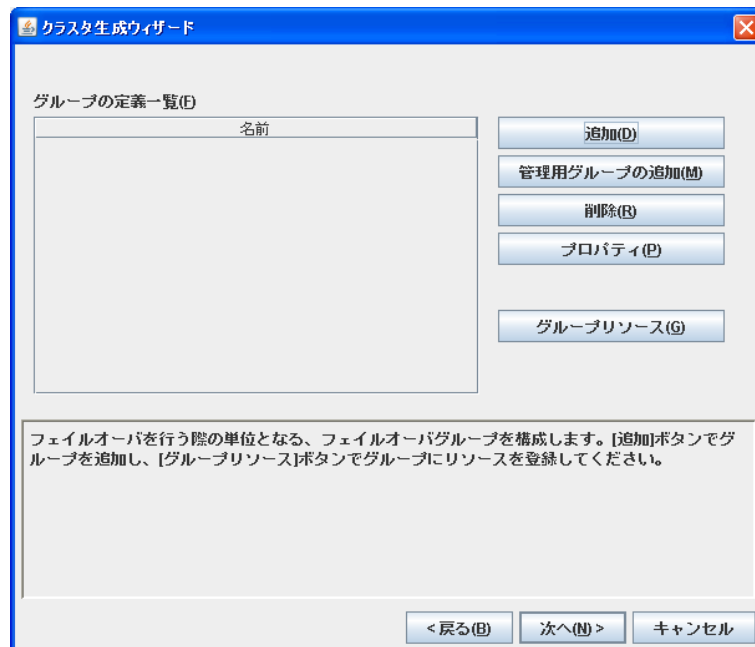 クラスタ生成ウィザード
グループの定義一覧(F)
名前
追加(D)
管理用グループの追加(M)
削除(R)
プロパティ(P)
グループリソース(G)
フェイルオーバを行う際の単位となる、フェイルオーバグループを構成します。[追加]ボタンでグ
ループを追加し、[グループリソース]ボタンでグループにリソースを登録してください。
<戻る(B)
次へ(N)>
キャンセル